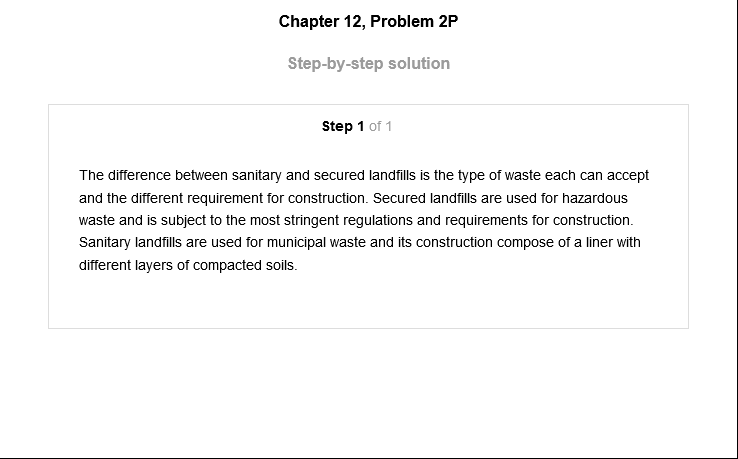 Chapter 12, Problem 2P
Step-by-step solution
Step 1 of 1
The difference between sanitary and secured landfills is the type of waste each can accept
and the different requirement for construction. Secured landfills are used for hazardous
waste and is subject to the most stringent regulations and requirements for construction.
Sanitary landfills are used for municipal waste and its construction compose of a liner with
different layers of compacted soils.